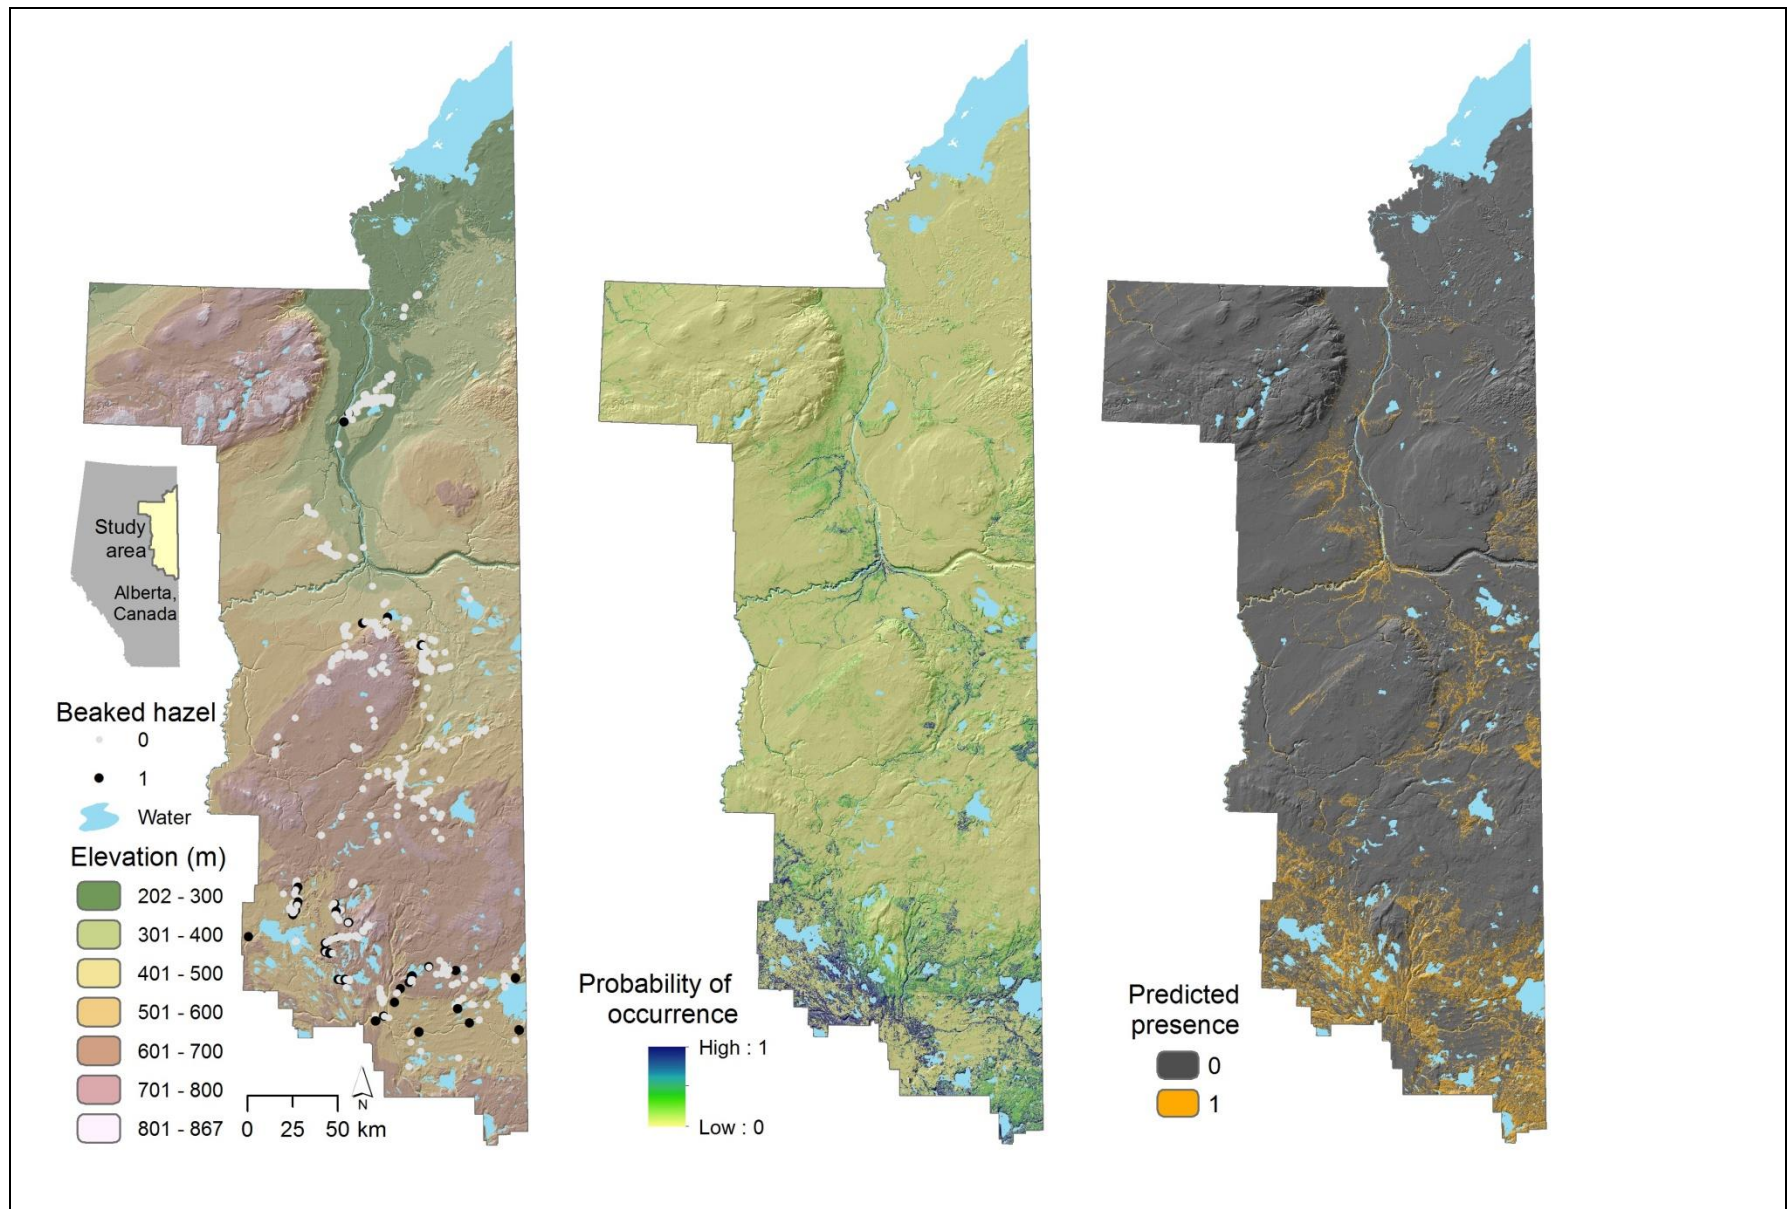 Study
area
Alberta,
Canada
Beaked hazel
0
1
Water
Elevation (m)
202 - 300
301 - 400
401 - 500
501 - 600
601 - 700
701 - 800
801 - 867
N
0 25 50 km
Probability of
occurrence
High : 1
Low : 0
Predicted
presence
0
1